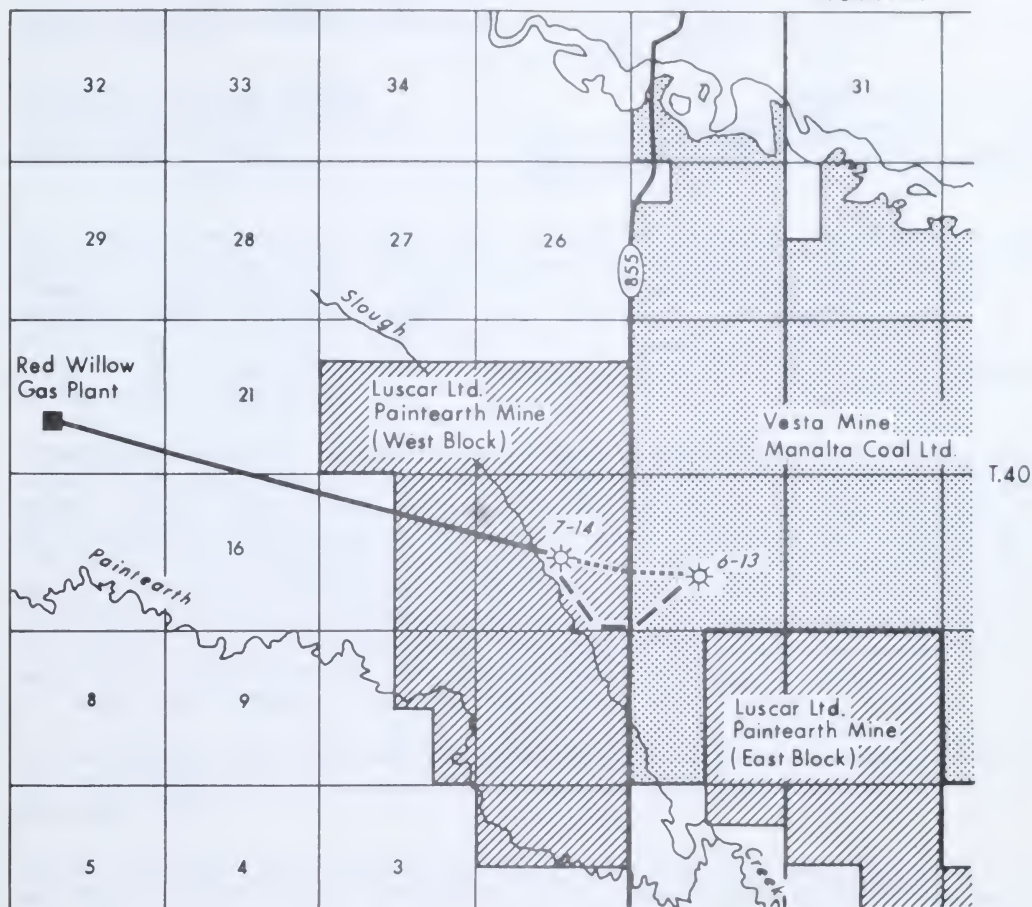 32
33
34
31
29
28
27
26
855
Slough
Red Willow
Gas Plant
21
Luscar Ltd.
Paintearth Mine
(West Block)
Vesta Mine
Manalta Coal Ltd.
T.40
16
7-14
6-13
Paintearth
8
9
Luscar Ltd.
Paintearth Mine
(East Block)
5
4
3
Creek